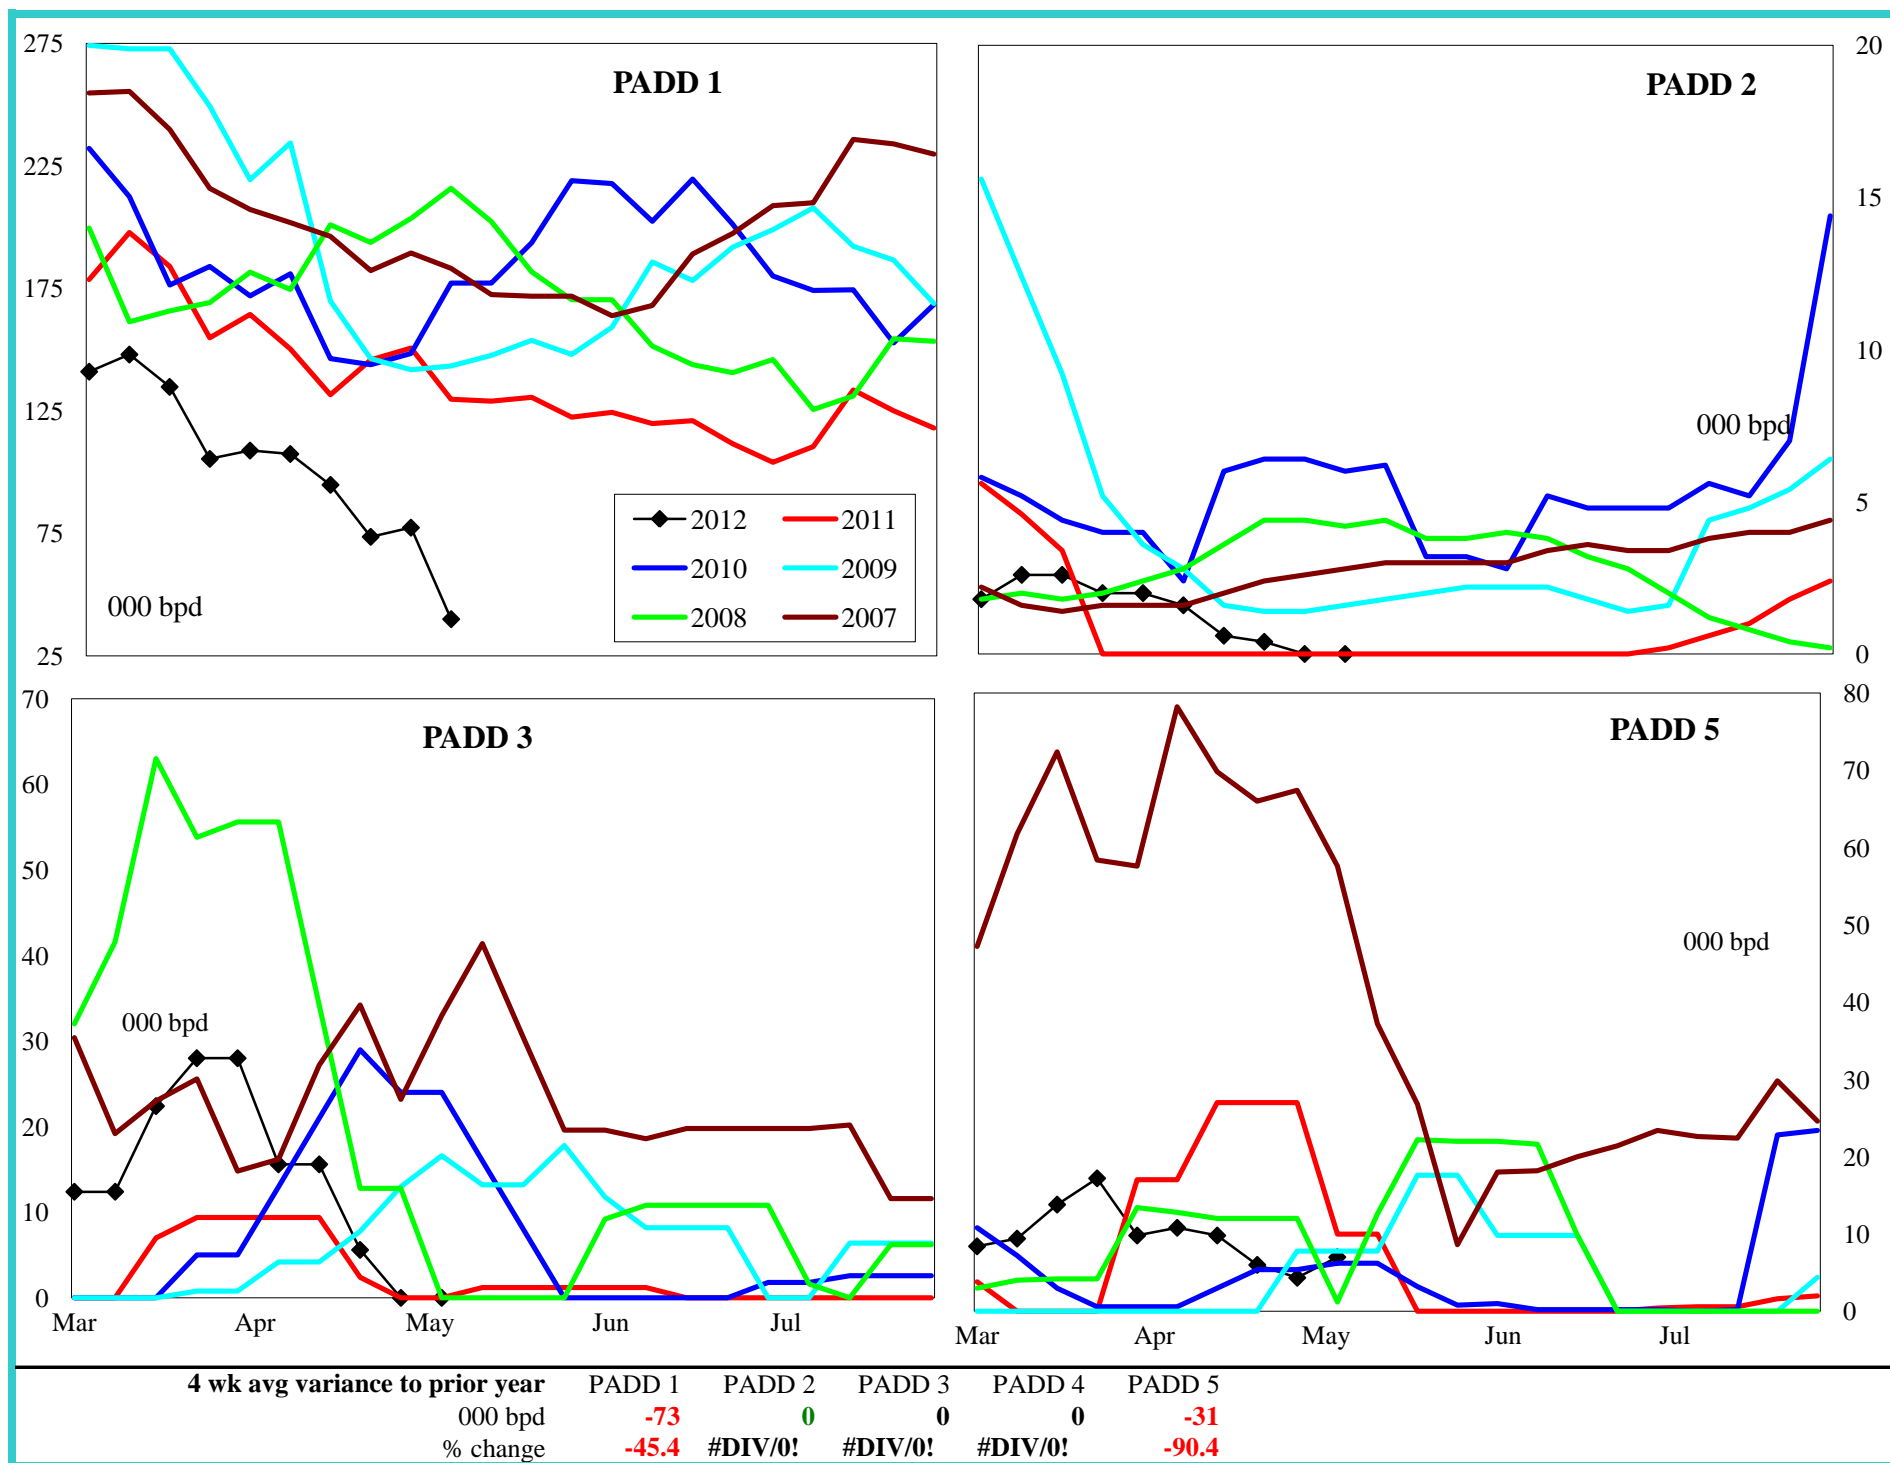 275
225
175
125
75
25
PADD 1
000 bpd
2012
2011
2010
2009
2008
2007
PADD 2
000 bpd
20
15
10
5
0
70
60
50
40
30
20
10
0
PADD 3
000 bpd
Mar Apr May Jun Jul
PADD 5
000 bpd
80
70
60
50
40
30
20
10
0
Mar Apr May Jun Jul
4 wk avg variance to prior year PADD 1 PADD 2 PADD 3 PADD 4 PADD 5
000 bpd -73 0 0 0 -31
% change -45.4 #DIV/0! #DIV/0! #DIV/0! -90.4